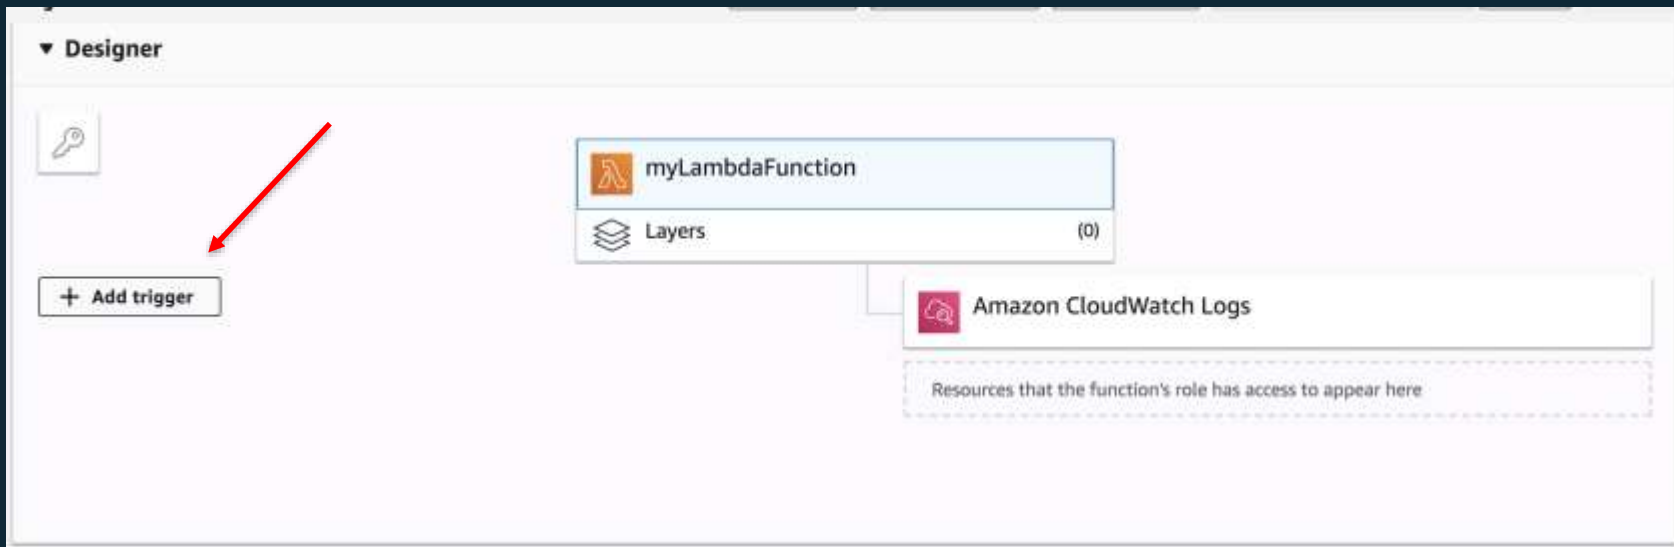 Designer
myLambdaFunction
Layers (0)
+ Add trigger
Amazon CloudWatch Logs
Resources that the function's role has access to appear here